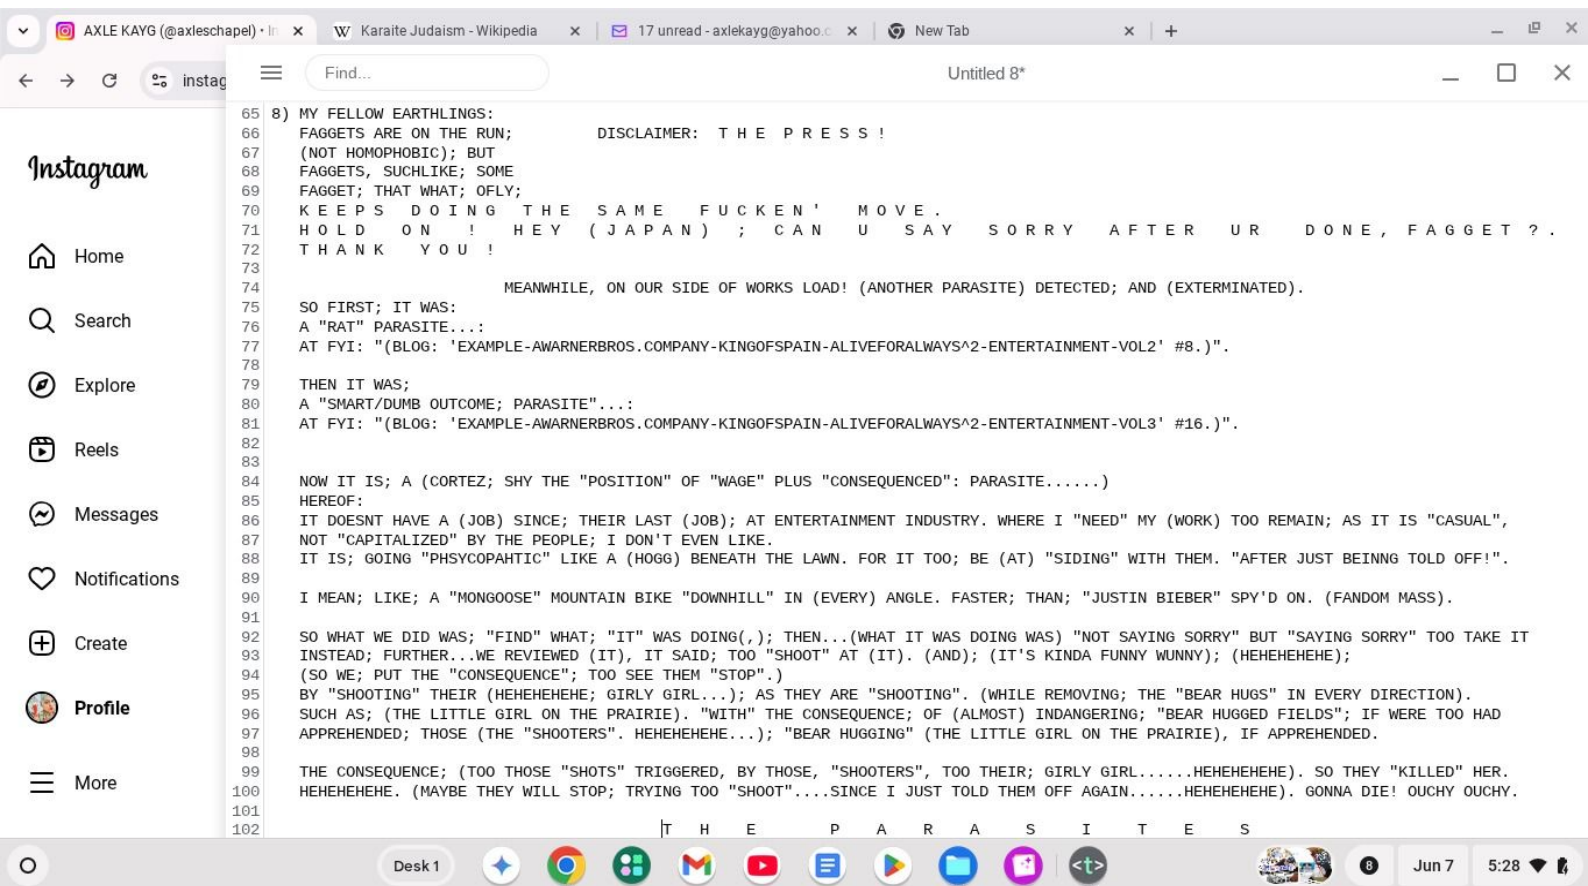 AXLE KAYG (@axleschapel) • In
Karaite Judaism - Wikipedia
17 unread - axlekayg@yahoo.c
New Tab
instag
Find...
Untitled 8*
Instagram
Home
Search
Explore
Reels
Messages
Notifications
Create
Profile
More
65 8) MY FELLOW EARTHLINGS:
66 FAGGETS ARE ON THE RUN; DISCLAIMER: T H E P R E S S !
67 (NOT HOMOPHOBIC); BUT
68 FAGGETS, SUCHLIKE; SOME
69 FAGGET; THAT WHAT; OFLY;
70 K E E P S D O I N G T H E S A M E F U C K E N ' M O V E .
71 H O L D O N ! H E Y ( J A P A N ) ; C A N U S A Y S O R R Y A F T E R U R D O N E , F A G G E T ? .
72 T H A N K Y O U !
73
74 MEANWHILE, ON OUR SIDE OF WORKS LOAD! (ANOTHER PARASITE) DETECTED; AND (EXTERMINATED).
75 SO FIRST; IT WAS:
76 A "RAT" PARASITE...:
77 AT FYI: "(BLOG: 'EXAMPLE-AWARNERBROS.COMPANY-KINGOFSPAIN-ALIVEFORALWAYS^2-ENTERTAINMENT-VOL2' #8.)".
78
79 THEN IT WAS;
80 A "SMART/DUMB OUTCOME; PARASITE"...:
81 AT FYI: "(BLOG: 'EXAMPLE-AWARNERBROS.COMPANY-KINGOFSPAIN-ALIVEFORALWAYS^2-ENTERTAINMENT-VOL3' #16.)".
82
83
84 NOW IT IS; A (CORTEZ; SHY THE "POSITION" OF "WAGE" PLUS "CONSEQUENCED": PARASITE......)
85 HEREOF:
86 IT DOESNT HAVE A (JOB) SINCE; THEIR LAST (JOB); AT ENTERTAINMENT INDUSTRY. WHERE I "NEED" MY (WORK) TOO REMAIN; AS IT IS "CASUAL",
87 NOT "CAPITALIZED" BY THE PEOPLE; I DON'T EVEN LIKE.
88 IT IS; GOING "PHSYCOPAHTIC" LIKE A (HOGG) BENEATH THE LAWN. FOR IT TOO; BE (AT) "SIDING" WITH THEM. "AFTER JUST BEINNG TOLD OFF!".
89
90 I MEAN; LIKE; A "MONGOOSE" MOUNTAIN BIKE "DOWNHILL" IN (EVERY) ANGLE. FASTER; THAN; "JUSTIN BIEBER" SPY'D ON. (FANDOM MASS).
91
92 SO WHAT WE DID WAS; "FIND" WHAT; "IT" WAS DOING(,); THEN...(WHAT IT WAS DOING WAS) "NOT SAYING SORRY" BUT "SAYING SORRY" TOO TAKE IT
93 INSTEAD; FURTHER...WE REVIEWED (IT), IT SAID; TOO "SHOOT" AT (IT). (AND); (IT'S KINDA FUNNY WUNNY); (HEHEHEHEHE);
94 (SO WE; PUT THE "CONSEQUENCE"; TOO SEE THEM "STOP".)
95 BY "SHOOTING" THEIR (HEHEHEHEHE; GIRLY GIRL...); AS THEY ARE "SHOOTING". (WHILE REMOVING; THE "BEAR HUGS" IN EVERY DIRECTION).
96 SUCH AS; (THE LITTLE GIRL ON THE PRAIRIE). "WITH" THE CONSEQUENCE; OF (ALMOST) INDANGERING; "BEAR HUGGED FIELDS"; IF WERE TOO HAD
97 APPREHENDED; THOSE (THE "SHOOTERS". HEHEHEHEHE...); "BEAR HUGGING" (THE LITTLE GIRL ON THE PRAIRIE), IF APPREHENDED.
98
99 THE CONSEQUENCE; (TOO THOSE "SHOTS" TRIGGERED, BY THOSE, "SHOOTERS", TOO THEIR; GIRLY GIRL......HEHEHEHEHE). SO THEY "KILLED" HER.
100 HEHEHEHEHE. (MAYBE THEY WILL STOP; TRYING TOO "SHOOT"....SINCE I JUST TOLD THEM OFF AGAIN......HEHEHEHEHE). GONNA DIE! OUCHY OUCHY.
101
102 T H E P A R A S I T E S
Desk 1
8
Jun 7
5:28